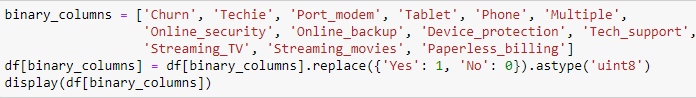 binary_columns = ['Churn', 'Techie', 'Port_modem', 'Tablet', 'Phone', 'Multiple',
'Online_security', 'Online_backup', 'Device_protection', 'Tech_support',
'Streaming_TV', 'Streaming_movies', 'Paperless_billing']
df[binary_columns] = df[binary_columns].replace({'Yes': 1, 'No': 0}).astype('uint8')
display(df[binary_columns])